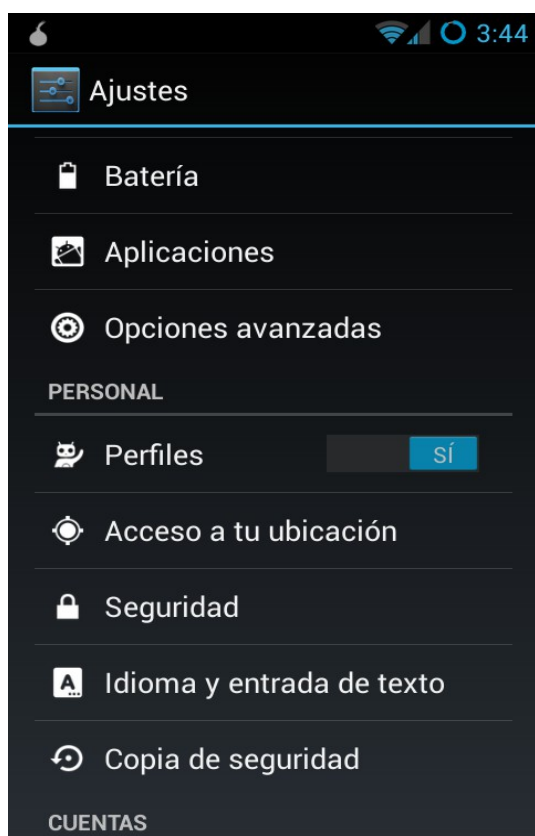 3:44
Ajustes
Batería
Aplicaciones
Opciones avanzadas
PERSONAL
Perfiles SÍ
Acceso a tu ubicación
Seguridad
Idioma y entrada de texto
Copia de seguridad
CUENTAS